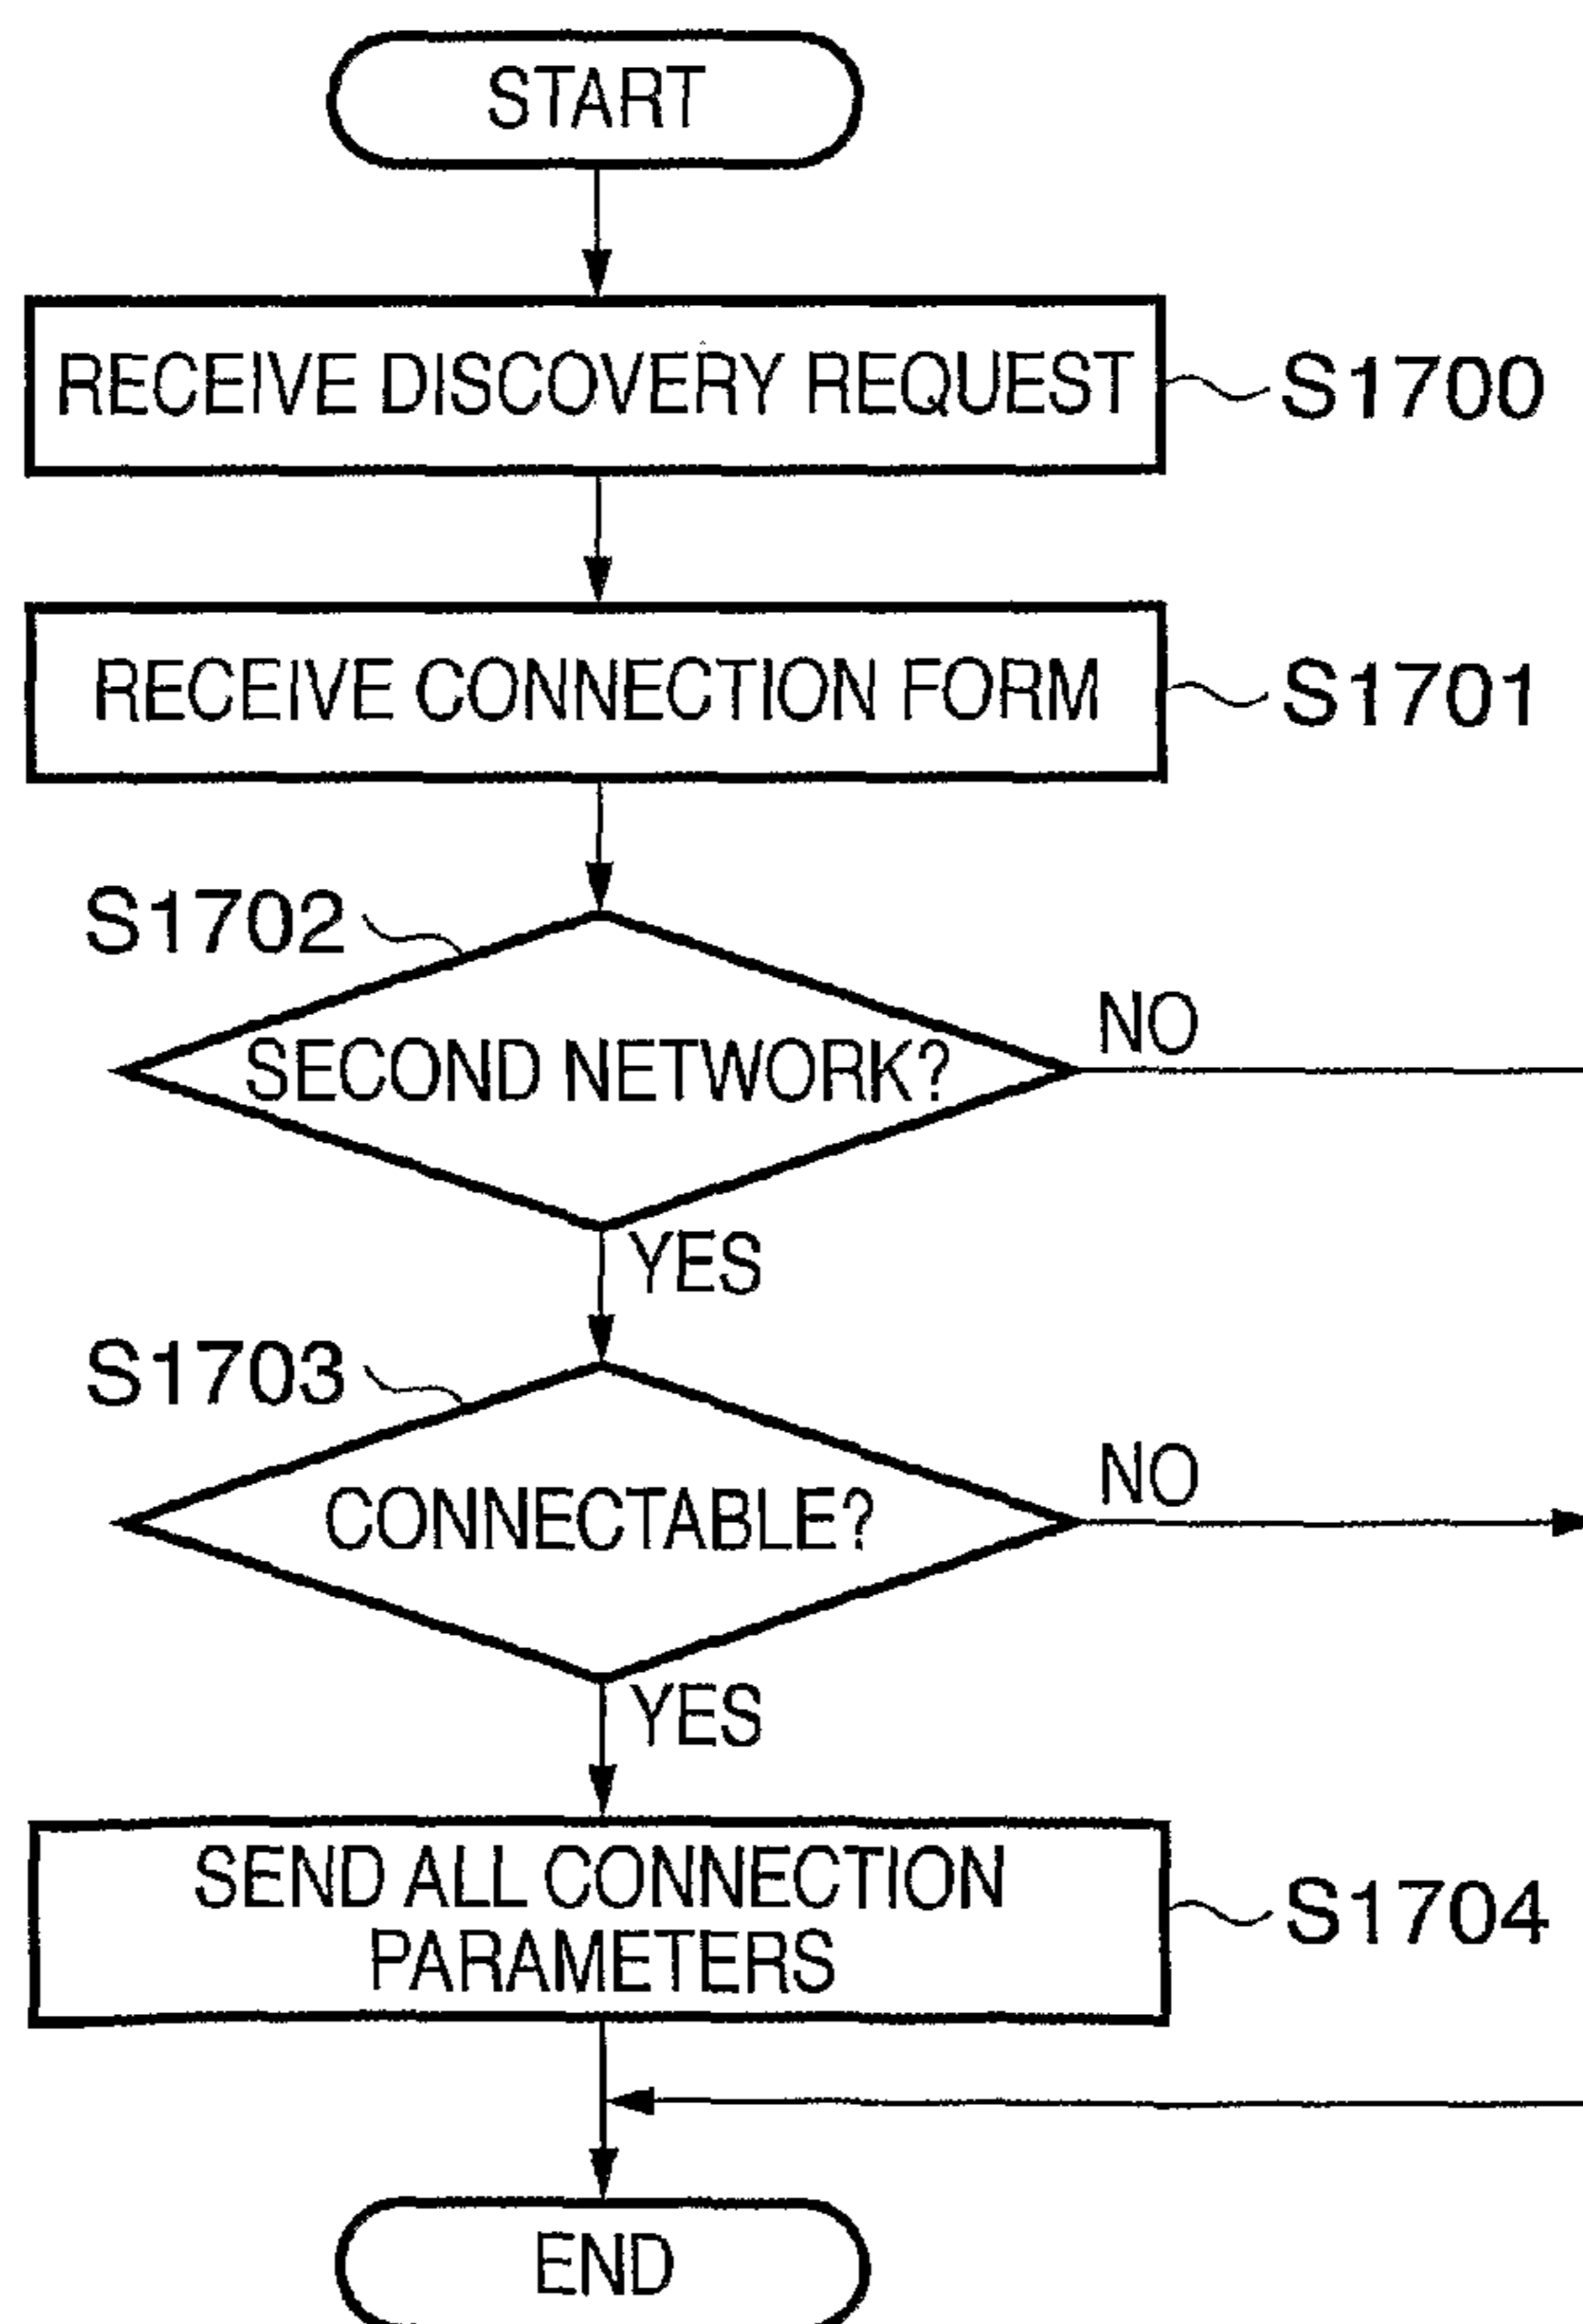 START
RECEIVE DISCOVERY REQUEST
S1700
RECEIVE CONNECTION FORM
S1701
S1702
SECOND NETWORK?
NO
YES
S1703
CONNECTABLE?
NO
YES
SEND ALL CONNECTION
PARAMETERS
S1704
END